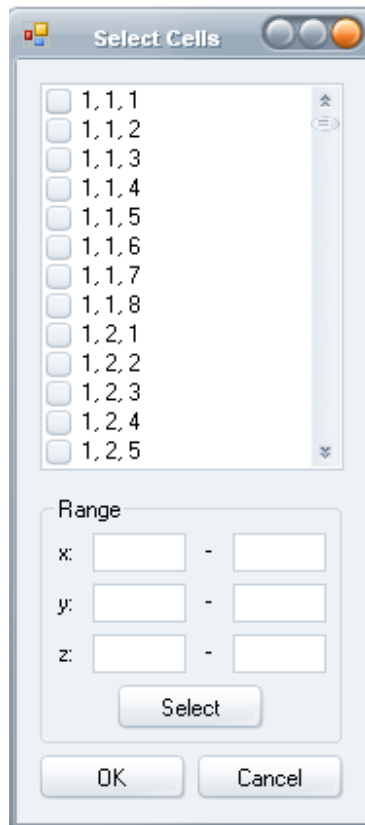 Select Cells
1, 1, 1
1, 1, 2
1, 1, 3
1, 1, 4
1, 1, 5
1, 1, 6
1, 1, 7
1, 1, 8
1, 2, 1
1, 2, 2
1, 2, 3
1, 2, 4
1, 2, 5
Range
x: -
y: -
z: -
Select
OK Cancel